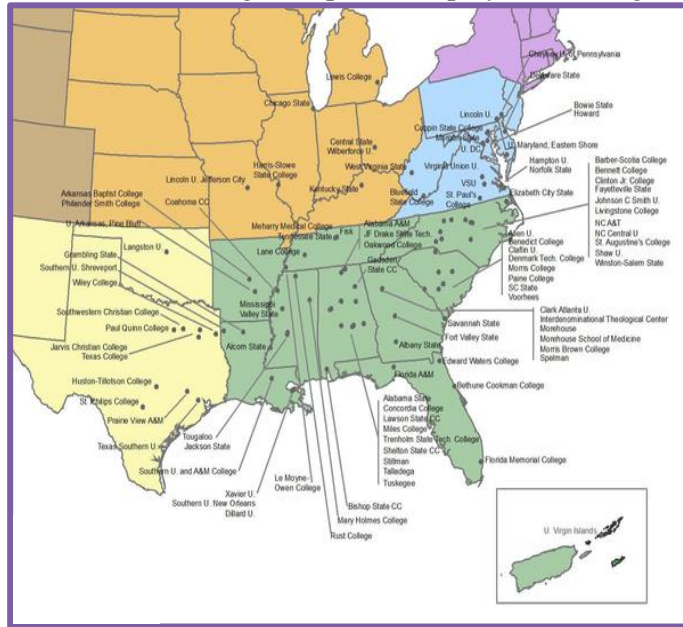 Cheyney U. of Pennsylvania
Lewis College
Delaware State
Chicago State
Lincoln U.
Bowie State
Howard
Coppin State College
Morgan State
Central State
Wilberforce U.
U. DC
U. Maryland, Eastern Shore
West Virginia State
Virginia Union U.
Harris-Stowe
State College
Hampton U.
Norfolk State
Barber-Scotia College
Bennett College
Clinton Jr. College
Fayetteville State
Johnson C Smith U.
Livingstone College
NC A&T
NC Central U
St. Augustine's College
Shaw U.
Winston-Salem State
Lincoln U. Jefferson City
Kentucky State
Bluefield
State College
VSU
St. Paul's
College
Elizabeth City State
Arkansas Baptist College
Philander Smith College
Coahoma CC
Meharry Medical College
Tennessee State
Fisk
Alabama A&M
JF Drake State Tech.
Oakwood College
U. Arkansas, Pine Bluff
Lane College
Gadsden
State CC
Allen U.
Benedict College
Claflin U.
Denmark Tech. College
Morris College
Paine College
SC State
Voorhees
Langston U.
Grambling State
Southern U. Shreveport
Wiley College
Mississippi
Valley State
Southwestern Christian College
Paul Quinn College
Jarvis Christian College
Texas College
Alcorn State
Savannah State
Fort Valley State
Albany State
Clark Atlanta U.
Interdenominational Theological Center
Morehouse
Morehouse School of Medicine
Morris Brown College
Spelman
Edward Waters College
Florida A&M
Bethune Cookman College
Huston-Tillotson College
St. Philips College
Prairie View A&M
Texas Southern U.
Tougaloo
Jackson State
Southern U. and A&M College
Alabama State
Concordia College
Lawson State CC
Miles College
Trenholm State Tech. College
Shelton State CC
Stillman
Talladega
Tuskegee
Florida Memorial College
Xavier U.
Southern U. New Orleans
Dillard U.
Le Moyne-
Owen College
Bishop State CC
Mary Holmes College
Rust College
U. Virgin Islands